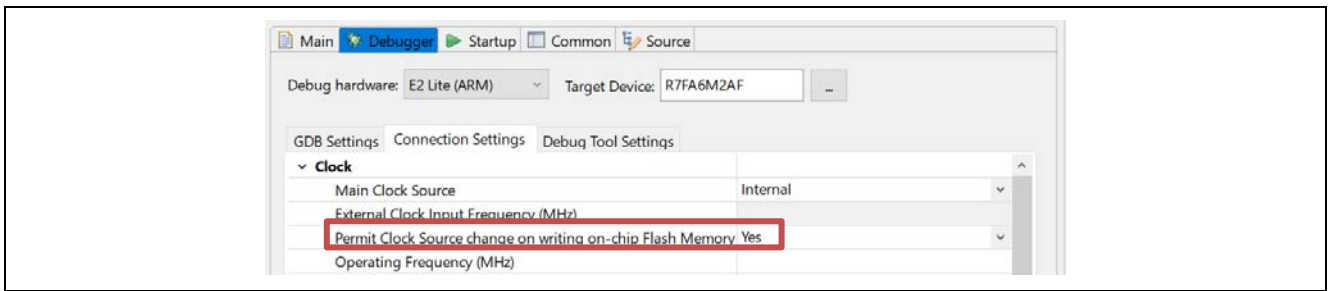 Main Debugger Startup Common Source
Debug hardware: E2 Lite (ARM) Target Device: R7FA6M2AF ...
GDB Settings Connection Settings Debug Tool Settings
Clock
Main Clock Source Internal
External Clock Input Frequency (MHz)
Permit Clock Source change on writing on-chip Flash Memory Yes
Operating Frequency (MHz)